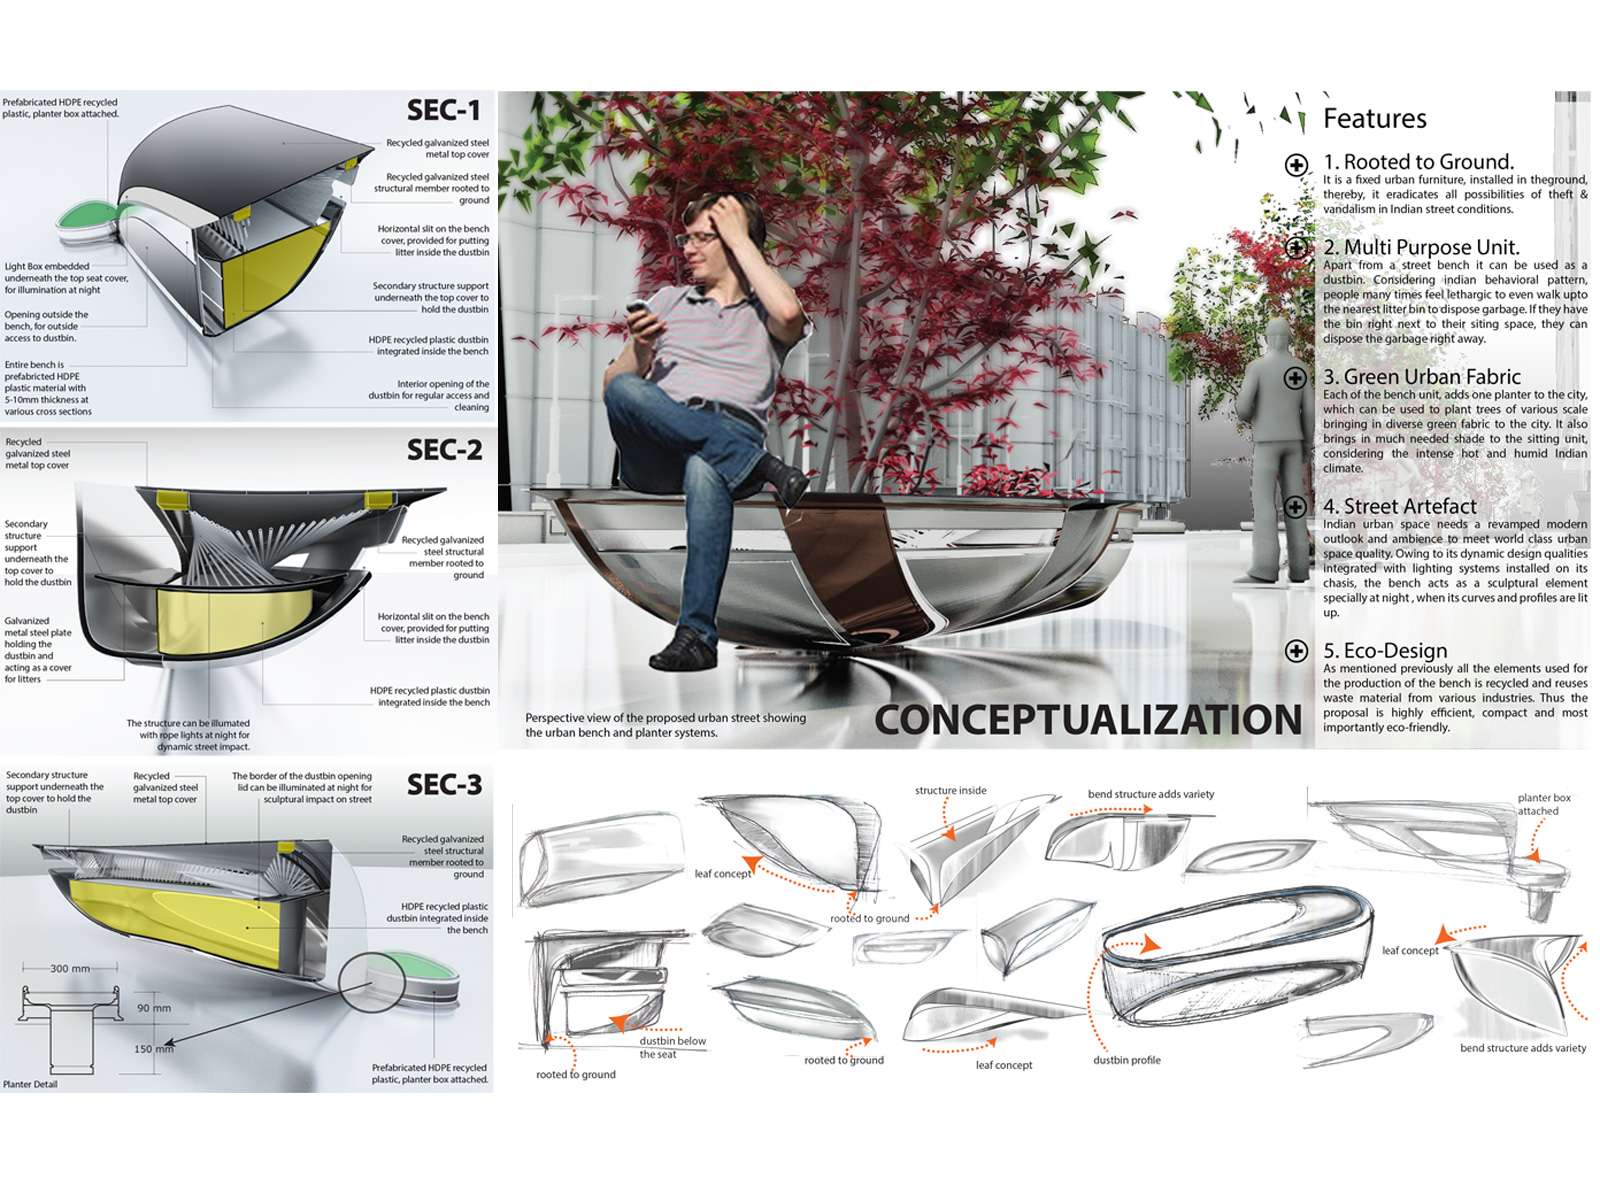 Prefabricated HDPE recycled
plastic, planter box attached.
SEC-1
Recycled galvanized steel
metal top cover
Recycled galvanized steel
structural member rooted to
ground
Horizontal slit on the bench
cover, provided for putting
litter inside the dustbin
Light Box embedded
underneath the top seat cover,
for illumination at night
Secondary structure support
underneath the top cover to
hold the dustbin
Opening outside the
bench, for outside
access to dustbin.
HDPE recycled plastic dustbin
integrated inside the bench
Entire bench is
prefabricted HDPE
plastic material with
5-10mm thickness at
various cross sections
Interior opening of the
dustbin for regular access and
cleaning
Recycled
galvanized steel
metal top cover
SEC-2
Secondary
structure
support
underneath the
top cover to
hold the dustbin
Recycled galvanized
steel structural
member rooted to
ground
Galvanized
metal steel plate
holding the
dustbin and
acting as a cover
for litters
Horizontal slit on the bench
cover, provided for putting
litter inside the dustbin
HDPE recycled plastic dustbin
integrated inside the bench
The structure can be illumated
with rope lights at night for
dynamic street impact.
Secondary structure
support underneath the
top cover to hold the
dustbin
Recycled
galvanized steel
metal top cover
The border of the dustbin opening
lid can be illuminated at night for
sculptural impact on street
SEC-3
Recycled galvanized
steel structural
member rooted to
ground
HDPE recycled plastic
dustbin integrated inside
the bench
300 mm
90 mm
150 mm
Planter Detail
Prefabricated HDPE recycled
plastic, planter box attached.
Perspective view of the proposed urban street showing
the urban bench and planter systems.
CONCEPTUALIZATION
Features
1. Rooted to Ground.
It is a fixed urban furniture, installed in theground,
thereby, it eradicates all possibilities of theft &
vandalism in Indian street conditions.
2. Multi Purpose Unit.
Apart from a street bench it can be used as a
dustbin. Considering indian behavioral pattern,
people many times feel lethargic to even walk upto
the nearest litter bin to dispose garbage. If they have
the bin right next to their siting space, they can
dispose the garbage right away.
3. Green Urban Fabric
Each of the bench unit, adds one planter to the city,
which can be used to plant trees of various scale
bringing in diverse green fabric to the city. It also
brings in much needed shade to the sitting unit,
considering the intense hot and humid Indian
climate.
4. Street Artefact
Indian urban space needs a revamped modern
outlook and ambience to meet world class urban
space quality. Owing to its dynamic design qualities
integrated with lighting systems installed on its
chasis, the bench acts as a sculptural element
specially at night , when its curves and profiles are lit
up.
5. Eco-Design
As mentioned previously all the elements used for
the production of the bench is recycled and reuses
waste material from various industries. Thus the
proposal is highly efficient, compact and most
importantly eco-friendly.
structure inside
bend structure adds variety
planter box
attached
leaf concept
rooted to ground
leaf concept
dustbin below
the seat
rooted to ground
rooted to ground
leaf concept
dustbin profile
bend structure adds variety